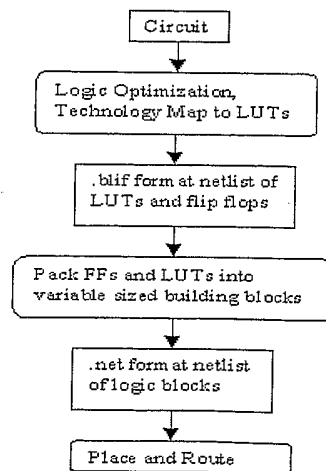 Circuit
Logic Optimization,
Technology Map to LUTs
.blif format netlist of
LUTs and flip flops
Pack FFs and LUTs into
variable sized building blocks
.net format netlist
of logic blocks
Place and Route